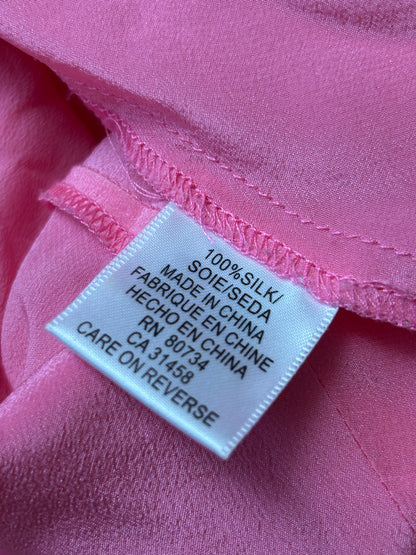 100%SILK/
SOIE/SEDA
MADE IN CHINA
FABRIQUE EN CHINE
HECHO EN CHINA
RN 80734
CA 31458
CARE ON REVERSE